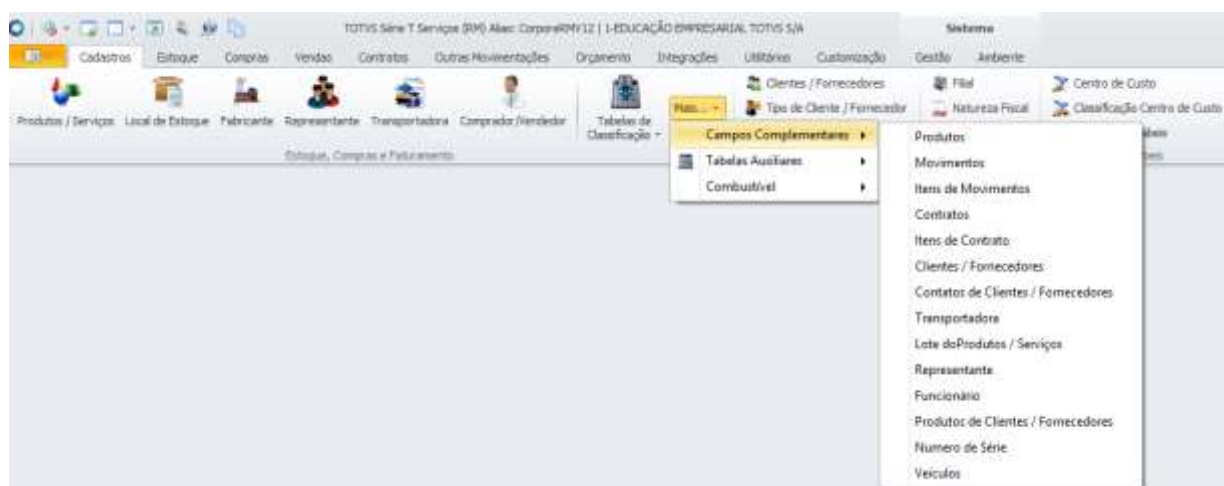 TOTVS Série T Serviços (RM) Alias: CorporeRMV12 | 1-EDUCAÇÃO EMPRESARIAL TOTVS S/A
Sistema
Cadastros Estoque Compras Vendas Contratos Outras Movimentações Orçamento Integrações Utilitários Customização Gestão Ambiente
Clientes / Fornecedores Filial Centro de Custo
Produtos / Serviços Local de Estoque Fabricante Representante Transportadora Comprador/Vendedor Tabelas de Classificação Mais... Tipo de Cliente / Fornecedor Natureza Fiscal Classificação Centro de Custo
Estoque, Compras e Faturamento
Campos Complementares
Tabelas Auxiliares
Combustível
Produtos
Movimentos
Itens de Movimentos
Contratos
Itens de Contrato
Clientes / Fornecedores
Contatos de Clientes / Fornecedores
Transportadora
Lote doProdutos / Serviços
Representante
Funcionário
Produtos de Clientes / Fornecedores
Numero de Série
Veículos